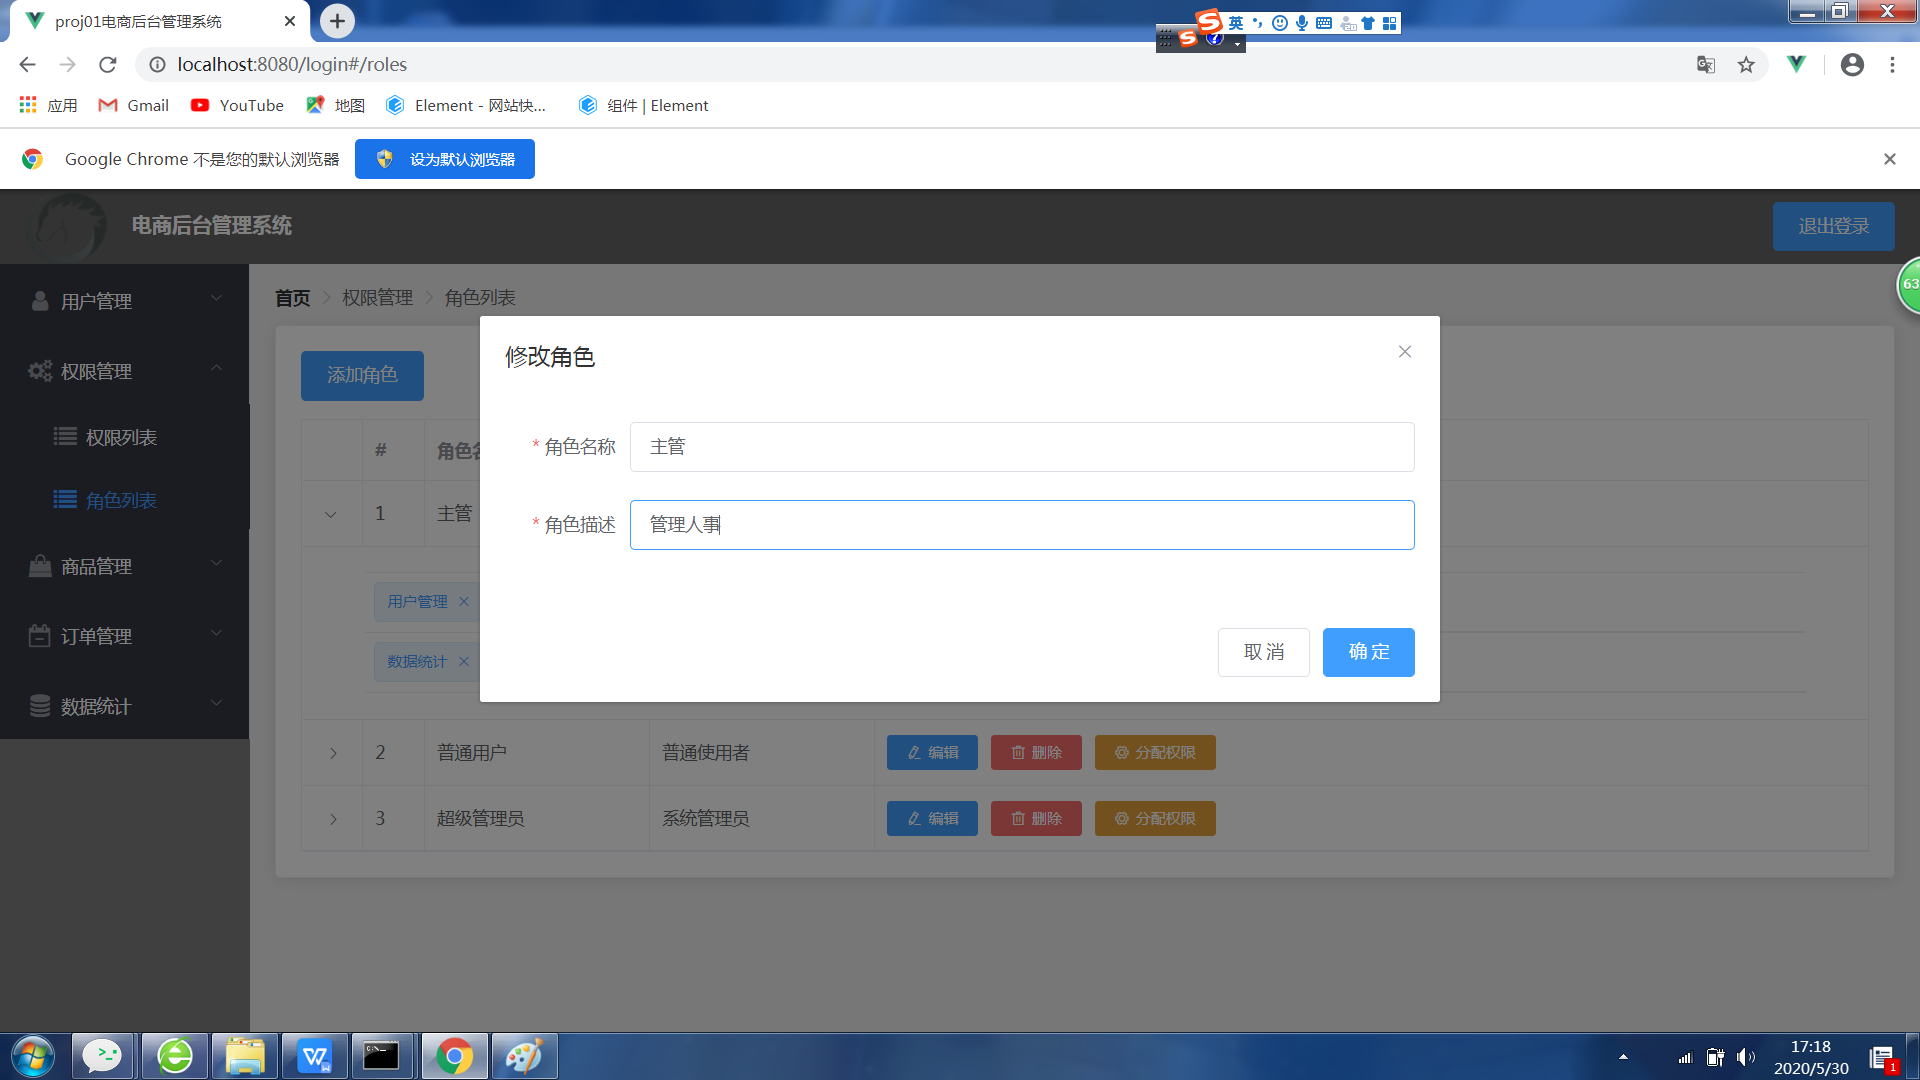 proj01电商后台管理系统
英
localhost:8080/login#/roles
应用
Gmail
YouTube
地图
Element - 网站快...
组件 | Element
Google Chrome 不是您的默认浏览器
设为默认浏览器
电商后台管理系统
退出登录
63
用户管理
权限管理
权限列表
角色列表
商品管理
订单管理
数据统计
首页
权限管理
角色列表
添加角色
修改角色
* 角色名称
主管
* 角色描述
管理人事
取 消
确 定
#
角色名
1
主管
用户管理
数据统计
2
普通用户
普通使用者
编辑
删除
分配权限
3
超级管理员
系统管理员
编辑
删除
分配权限
17:18
2020/5/30
1